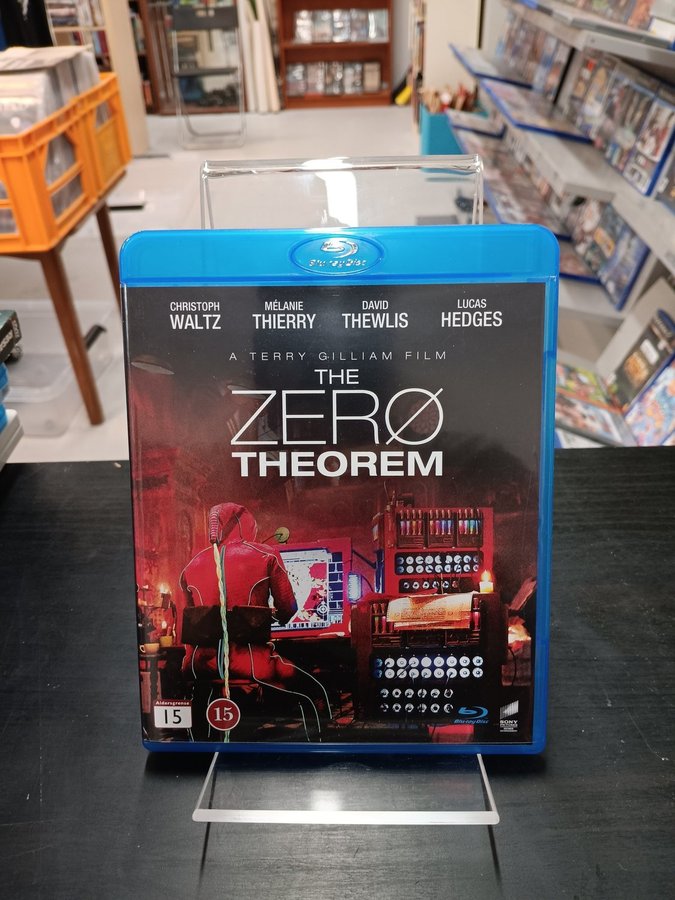 Blu-ray Disc
CHRISTOPH WALTZ
MÉLANIE THIERRY
DAVID THEWLIS
LUCAS HEDGES
A TERRY GILLIAM FILM
THE
ZERØ
THEOREM
Aldersgrense
15
15
Blu-ray Disc
SONY